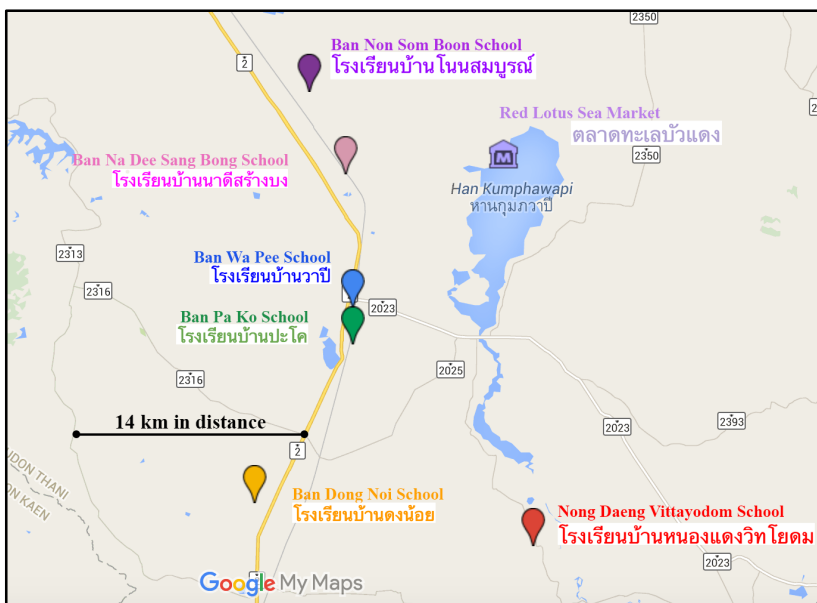 2350
Ban Non Som Boon School
โรงเรียนบ้านโนนสมบูรณ์
2
Red Lotus Sea Market
ตลาดทะเลบัวแดง
2350
Ban Na Dee Sang Bong School
โรงเรียนบ้านนาดีสร้างบง
M
Han Kumphawapi
หานกุมภวาปี
2313
Ban Wa Pee School
โรงเรียนบ้านวาปี
2316
2023
Ban Pa Ko School
โรงเรียนบ้านปะโค
2316
2025
14 km in distance
2393
2023
2
DON THANI
ON KAEN
Ban Dong Noi School
โรงเรียนบ้านดงน้อย
Nong Daeng Vittayodom School
โรงเรียนบ้านหนองแดงวิทโยดม
2023
Google My Maps